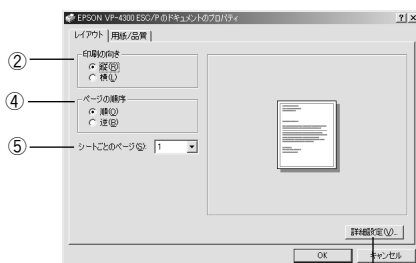 EPSON VP-4300 ESC/P のドキュメントのプロパティ
レイアウト 用紙/品質
② 印刷の向き
縦(R)
横(L)
④ ページの順序
順(O)
逆(B)
⑤ シートごとのページ(S): 1
詳細設定(V)...
OK キャンセル